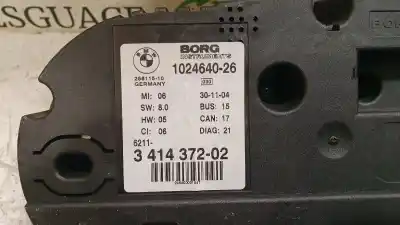 BORG
INSTRUMENTS
1024640-26
268115-10
GERMANY
030
MI: 06 30-11-04
SW: 8.0 BUS: 15
HW: 05 CAN: 17
CI: 06 DIAG: 21
6211-
3 414 372-02